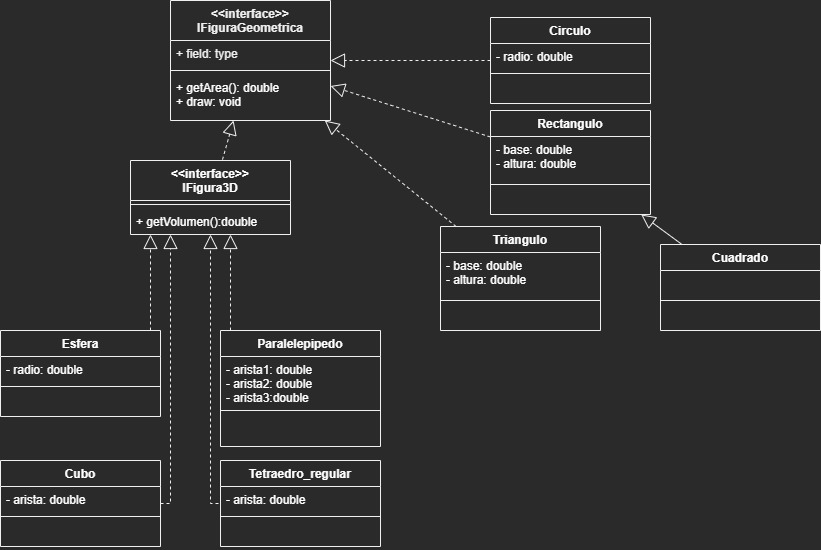 <<interface>>
IFiguraGeometrica
+ field: type
+ getArea(): double
+ draw: void
Circulo
- radio: double
Rectangulo
- base: double
- altura: double
<<interface>>
IFigura3D
+ getVolumen():double
Triangulo
- base: double
- altura: double
Cuadrado
Esfera
- radio: double
Paralelepipedo
- arista1: double
- arista2: double
- arista3:double
Cubo
- arista: double
Tetraedro_regular
- arista: double